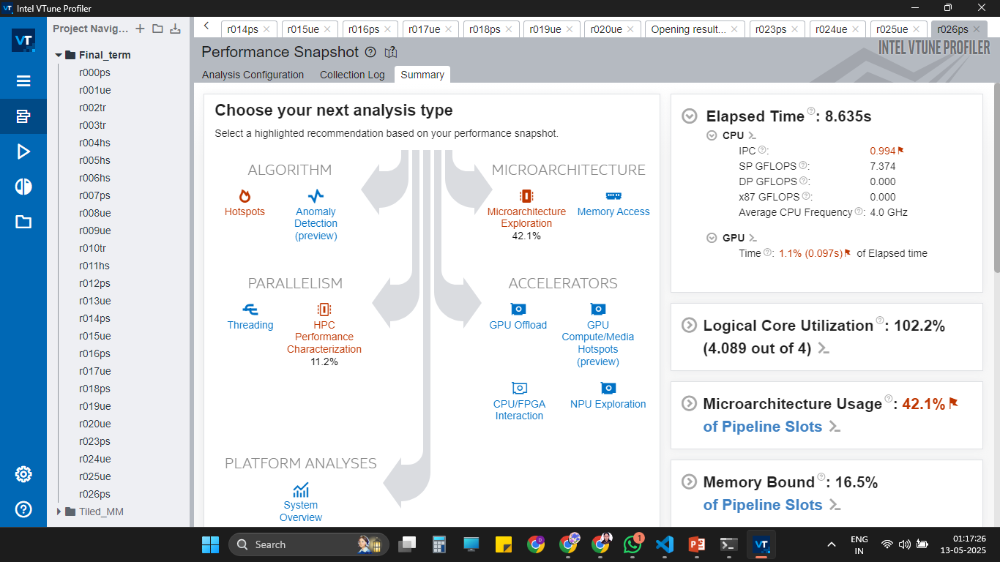 Intel VTune Profiler
VT
Project Navig...
Final_term
r000ps
r001ue
r002tr
r003tr
r004hs
r005hs
r006hs
r007ps
r008ue
r009ue
r010tr
r011hs
r012ps
r013ue
r014ps
r015ue
r016ps
r017ue
r018ps
r019ue
r020ue
r023ps
r024ue
r025ue
r026ps
Tiled_MM
r014ps r015ue r016ps r017ue r018ps r019ue r020ue Opening result... r023ps r024ue r025ue r026ps
Performance Snapshot
INTEL VTUNE PROFILER
Analysis Configuration Collection Log Summary
Choose your next analysis type
Select a highlighted recommendation based on your performance snapshot.
ALGORITHM
Hotspots
Anomaly
Detection
(preview)
MICROARCHITECTURE
Microarchitecture
Exploration
42.1%
Memory Access
PARALLELISM
Threading
HPC
Performance
Characterization
11.2%
ACCELERATORS
GPU Offload
GPU
Compute/Media
Hotspots
(preview)
CPU/FPGA
Interaction
NPU Exploration
PLATFORM ANALYSES
System
Overview
Elapsed Time : 8.635s
CPU
IPC : 0.994
SP GFLOPS : 7.374
DP GFLOPS : 0.000
x87 GFLOPS : 0.000
Average CPU Frequency : 4.0 GHz
GPU
Time : 1.1% (0.097s) of Elapsed time
Logical Core Utilization : 102.2%
(4.089 out of 4)
Microarchitecture Usage : 42.1%
of Pipeline Slots
Memory Bound : 16.5%
of Pipeline Slots
Search
1
VT
ENG
IN
01:17:26
13-05-2025